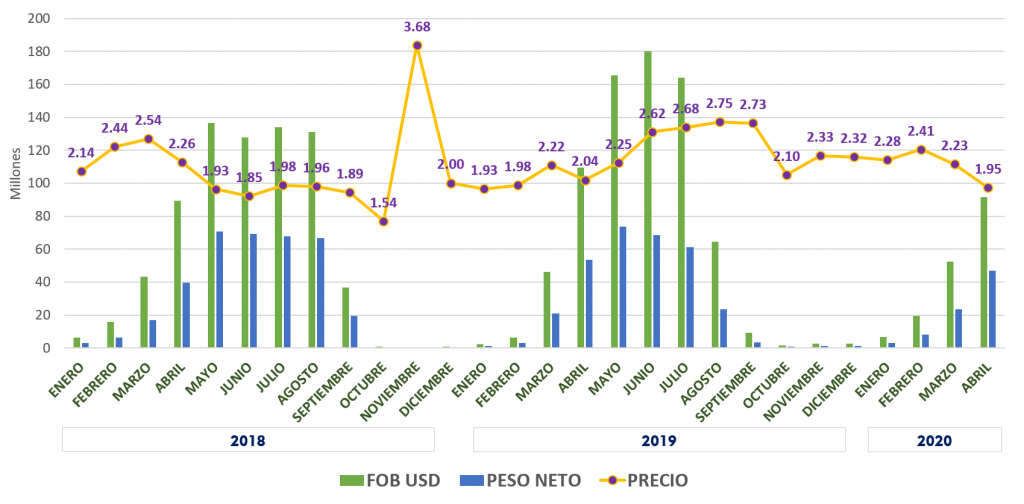 200
180
160
140
120
100
80
60
40
20
0
Millones
2.14
2.44
2.54
2.26
1.93
1.85
1.98
1.96
1.89
1.54
3.68
2.00
1.93
1.98
2.22
2.04
2.25
2.62
2.68
2.75
2.73
2.10
2.33
2.32
2.28
2.41
2.23
1.95
ENERO
FEBRERO
MARZO
ABRIL
MAYO
JUNIO
JULIO
AGOSTO
SEPTIEMBRE
OCTUBRE
NOVIEMBRE
DICIEMBRE
ENERO
FEBRERO
MARZO
ABRIL
MAYO
JUNIO
JULIO
AGOSTO
SEPTIEMBRE
OCTUBRE
NOVIEMBRE
DICIEMBRE
ENERO
FEBRERO
MARZO
ABRIL
2018
2019
2020
FOB USD
PESO NETO
PRECIO